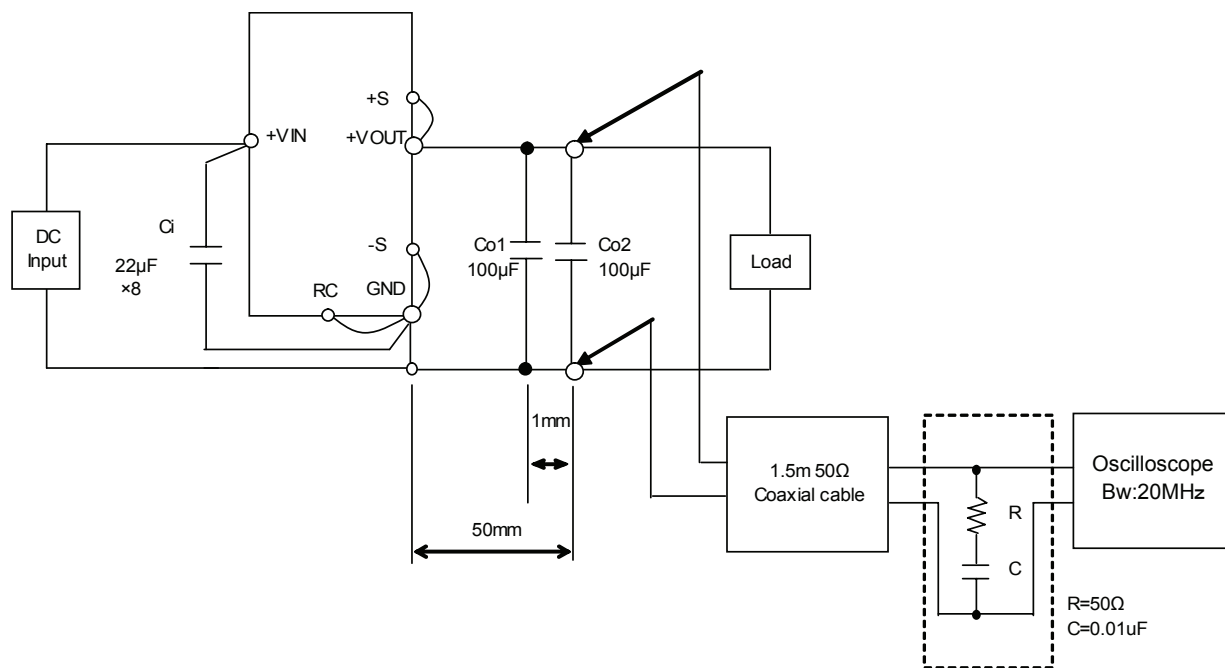 +S
+VIN
+VOUT
DC
Input
Ci
22µF
×8
-S
RC
GND
Co1
100µF
Co2
100µF
Load
1mm
50mm
1.5m 50Ω
Coaxial cable
R
C
Oscilloscope
Bw:20MHz
R=50Ω
C=0.01uF